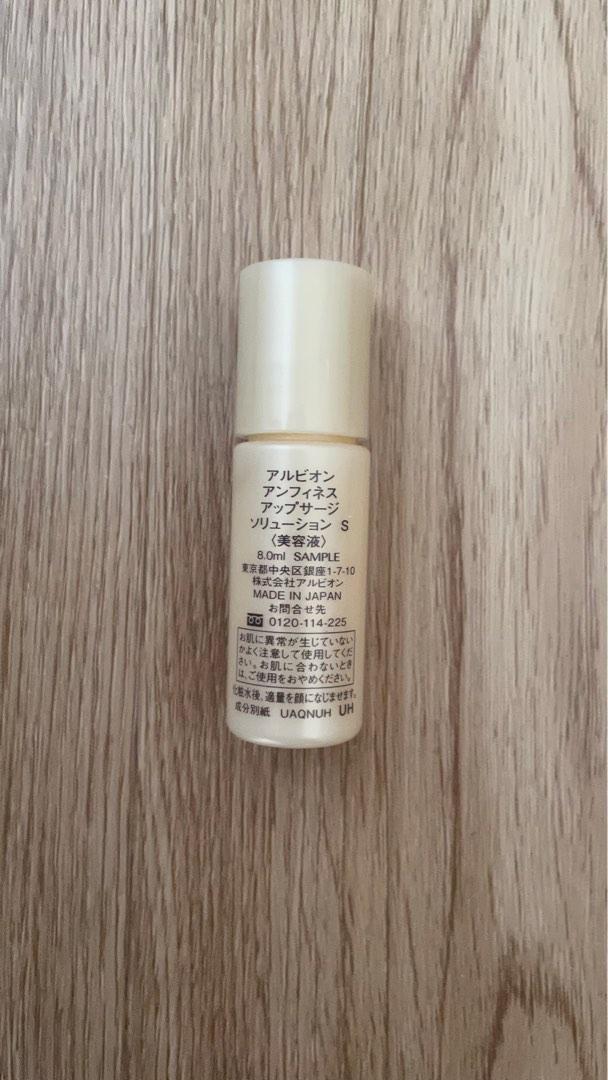 アルビオン
アンフィネス
アップサージ
ソリューション S
〈美容液〉
8.0ml SAMPLE
東京都中央区銀座1-7-10
株式会社アルビオン
MADE IN JAPAN
お問合せ先
0120-114-225
お肌に異常が生じていない
かよく注意して使用してくだ
さい。お肌に合わないとき
は、ご使用をおやめください。
化粧水後、適量を顔になじませます。
成分別紙 UAQNUH UH